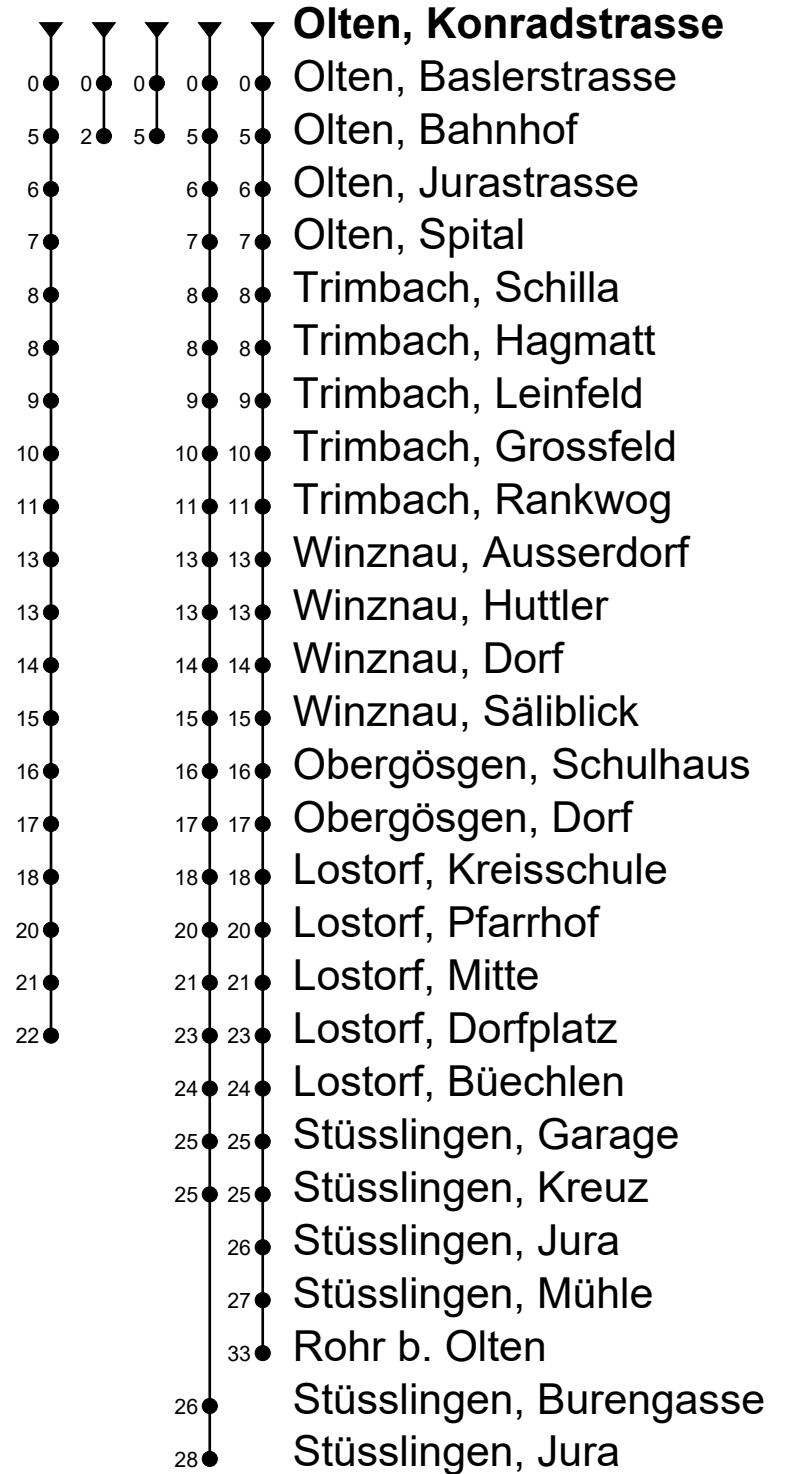 Olten, Konradstrasse
0 0 0 0 0 Olten, Baslerstrasse
5 2 5 5 5 Olten, Bahnhof
6 6 6 Olten, Jurastrasse
7 7 7 Olten, Spital
8 8 8 Trimbach, Schilla
8 8 8 Trimbach, Hagmatt
9 9 9 Trimbach, Leinfeld
10 10 10 Trimbach, Grossfeld
11 11 11 Trimbach, Rankwog
13 13 13 Winznau, Ausserdorf
13 13 13 Winznau, Huttler
14 14 14 Winznau, Dorf
15 15 15 Winznau, Säliblick
16 16 16 Obergösgen, Schulhaus
17 17 17 Obergösgen, Dorf
18 18 18 Lostorf, Kreisschule
20 20 20 Lostorf, Pfarrhof
21 21 21 Lostorf, Mitte
22 23 23 Lostorf, Dorfplatz
24 24 Lostorf, Büechlen
25 25 Stüsslingen, Garage
25 25 Stüsslingen, Kreuz
26 Stüsslingen, Jura
27 Stüsslingen, Mühle
33 Rohr b. Olten
26 Stüsslingen, Burengasse
28 Stüsslingen, Jura